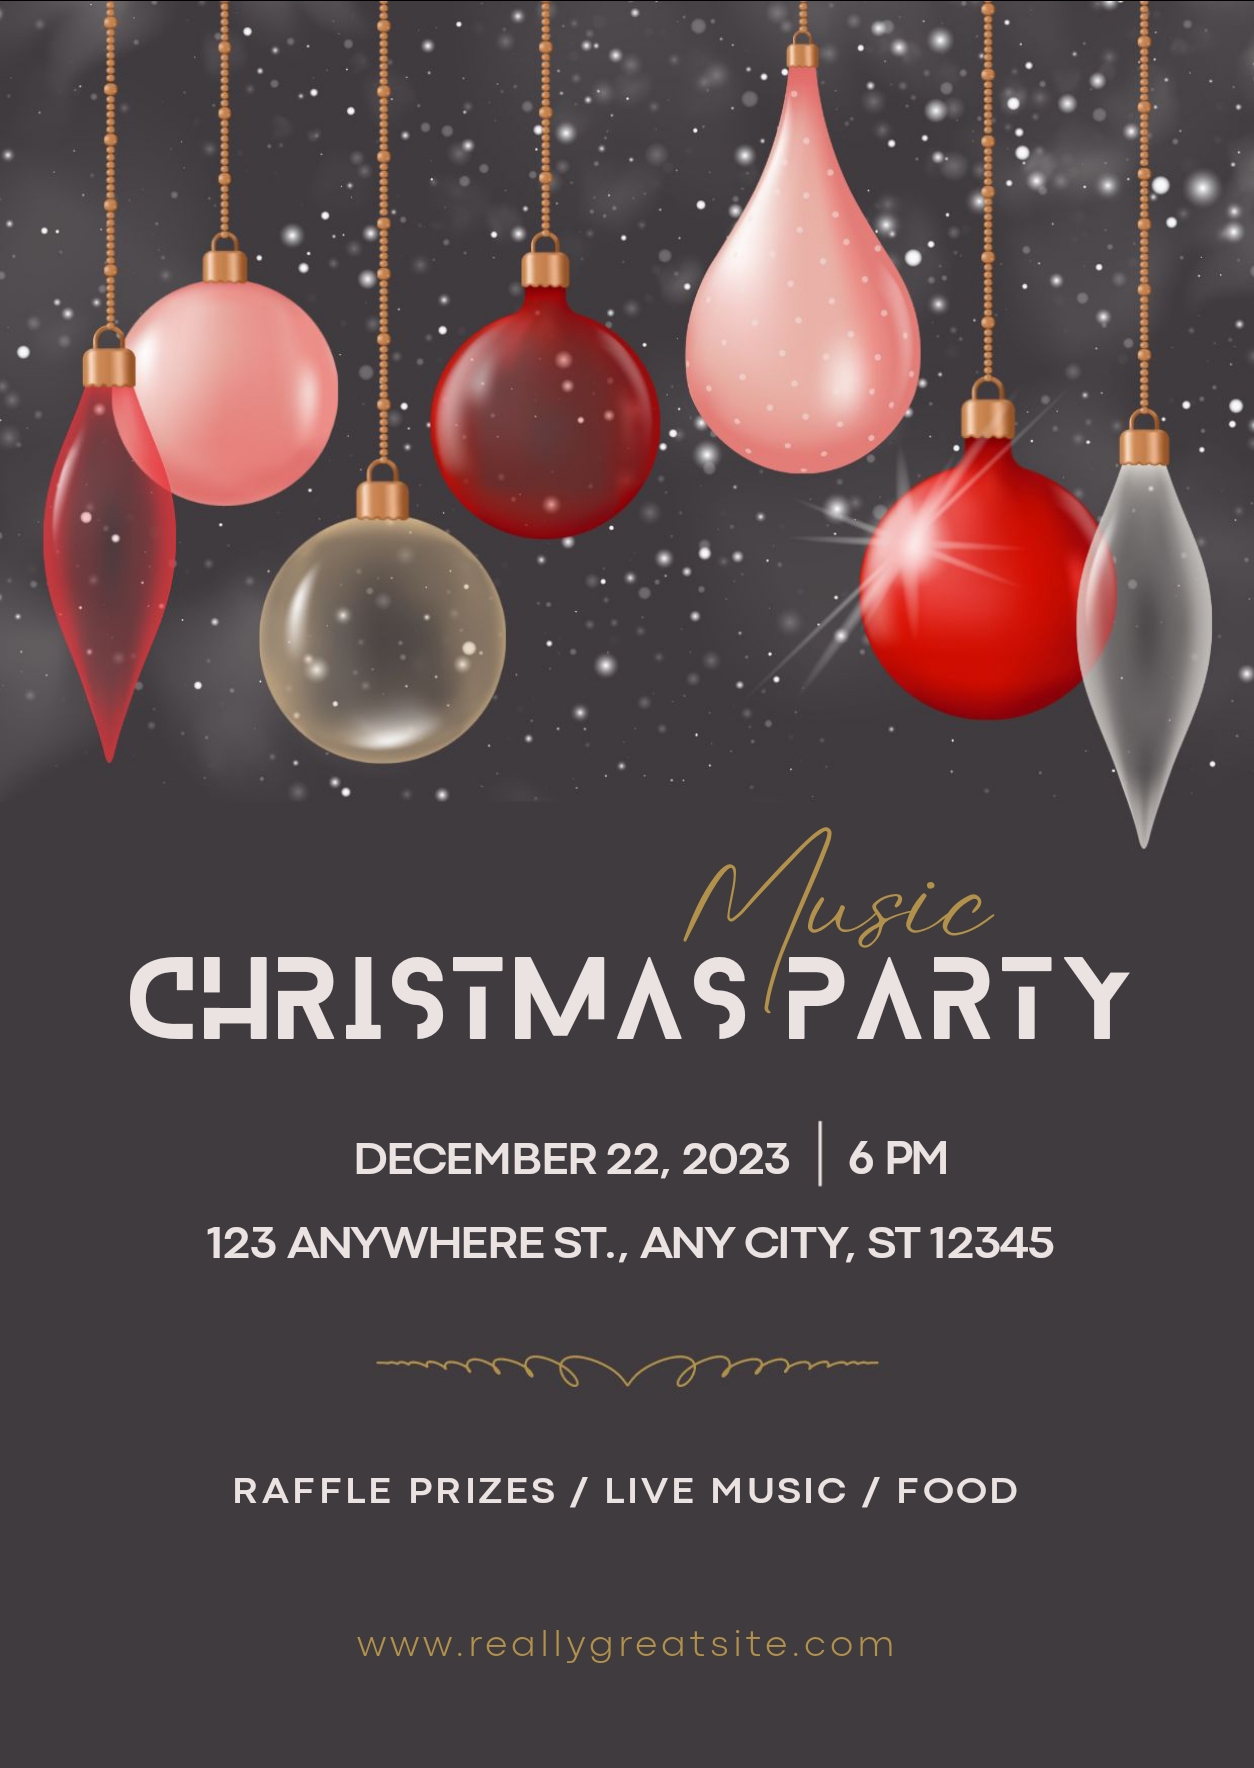 Music
CHRISTMAS PARTY
DECEMBER 22, 2023 | 6 PM
123 ANYWHERE ST., ANY CITY, ST 12345
RAFFLE PRIZES / LIVE MUSIC / FOOD
www.reallygreatsite.com